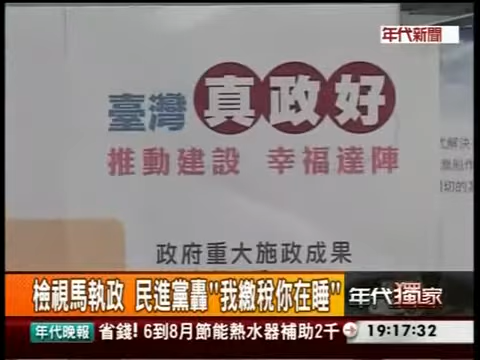 年代新聞
臺灣真政好
推動建設 幸福達陣
政府重大施政成果
檢視馬執政 民進黨轟"我繳稅你在睡"
年代獨家
年代晚報 省錢!6到8月節能熱水器補助2千
19:17:32